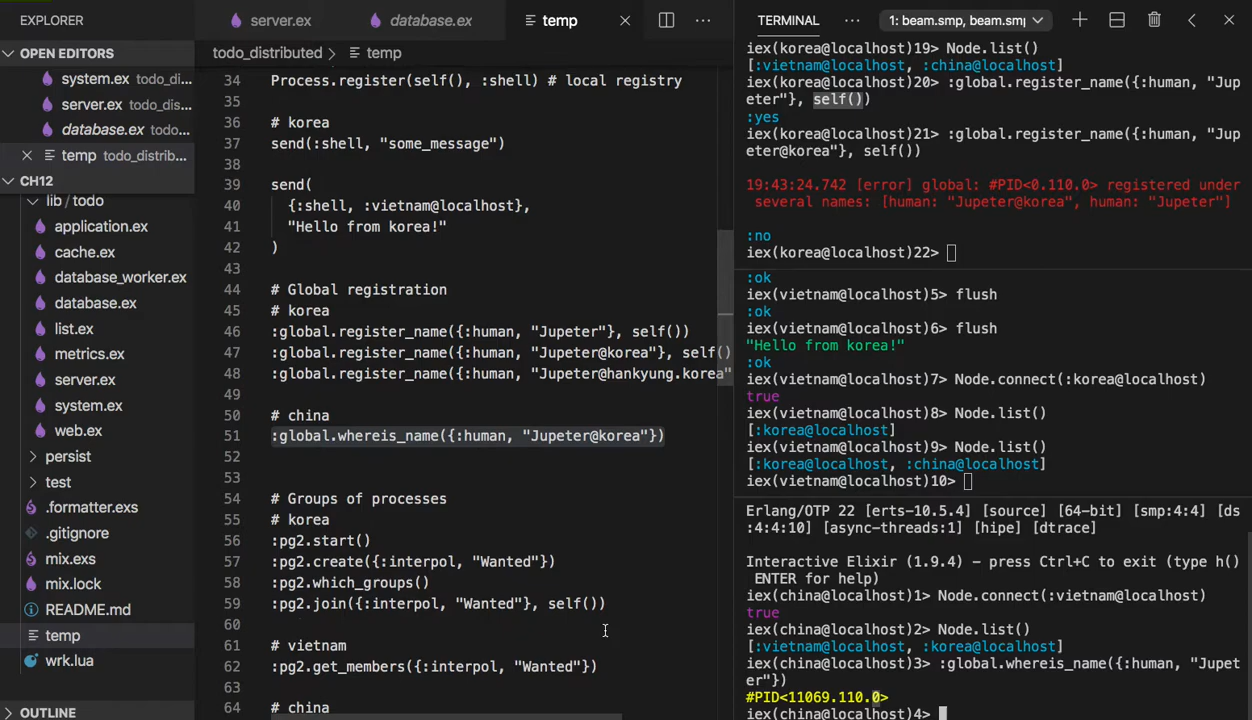 EXPLORER
OPEN EDITORS
system.ex todo_di...
server.ex todo_dis...
database.ex todo...
temp todo_distrib...
CH12
lib / todo
application.ex
cache.ex
database_worker.ex
database.ex
list.ex
metrics.ex
server.ex
system.ex
web.ex
persist
test
.formatter.exs
.gitignore
mix.exs
mix.lock
README.md
temp
wrk.lua
OUTLINE
server.ex database.ex temp
todo_distributed > temp
34 Process.register(self(), :shell) # local registry
35
36 # korea
37 send(:shell, "some_message")
38
39 send(
40 {:shell, :vietnam@localhost},
41 "Hello from korea!"
42 )
43
44 # Global registration
45 # korea
46 :global.register_name({:human, "Jupeter"}, self())
47 :global.register_name({:human, "Jupeter@korea"}, self()
48 :global.register_name({:human, "Jupeter@hankyung.korea"
49
50 # china
51 :global.whereis_name({:human, "Jupeter@korea"})
52
53
54 # Groups of processes
55 # korea
56 :pg2.start()
57 :pg2.create({:interpol, "Wanted"})
58 :pg2.which_groups()
59 :pg2.join({:interpol, "Wanted"}, self())
60
61 # vietnam
62 :pg2.get_members({:interpol, "Wanted"})
63
64 # china
TERMINAL ... 1: beam.smp, beam.smp
iex(korea@localhost)19> Node.list()
[:vietnam@localhost, :china@localhost]
iex(korea@localhost)20> :global.register_name({:human, "Jup
eter"}, self())
:yes
iex(korea@localhost)21> :global.register_name({:human, "Jup
eter@korea"}, self())
19:43:24.742 [error] global: #PID<0.110.0> registered under
several names: [human: "Jupeter@korea", human: "Jupeter"]
:no
iex(korea@localhost)22>
:ok
iex(vietnam@localhost)5> flush
:ok
iex(vietnam@localhost)6> flush
"Hello from korea!"
:ok
iex(vietnam@localhost)7> Node.connect(:korea@localhost)
true
iex(vietnam@localhost)8> Node.list()
[:korea@localhost]
iex(vietnam@localhost)9> Node.list()
[:korea@localhost, :china@localhost]
iex(vietnam@localhost)10>
Erlang/OTP 22 [erts-10.5.4] [source] [64-bit] [smp:4:4] [ds
:4:4:10] [async-threads:1] [hipe] [dtrace]
Interactive Elixir (1.9.4) - press Ctrl+C to exit (type h()
ENTER for help)
iex(china@localhost)1> Node.connect(:vietnam@localhost)
true
iex(china@localhost)2> Node.list()
[:vietnam@localhost, :korea@localhost]
iex(china@localhost)3> :global.whereis_name({:human, "Jupet
er"})
#PID<11069.110.0>
iex(china@localhost)4>